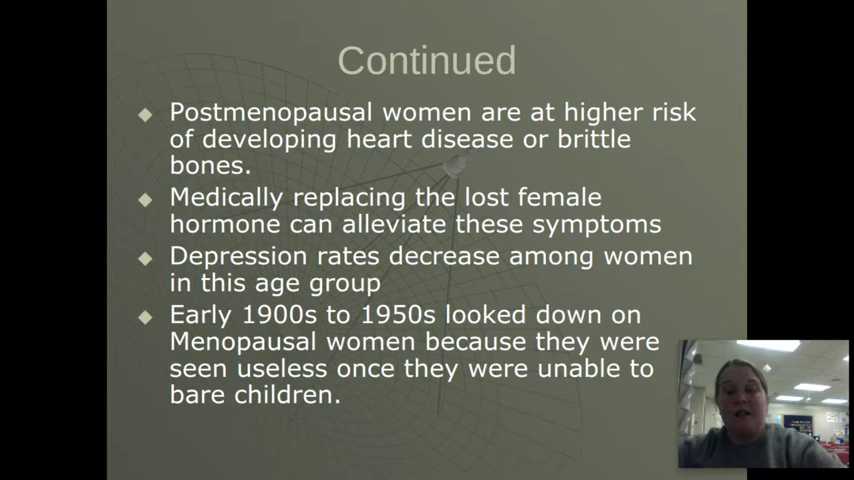 Continued
Postmenopausal women are at higher risk
of developing heart disease or brittle
bones.
Medically replacing the lost female
hormone can alleviate these symptoms
Depression rates decrease among women
in this age group
Early 1900s to 1950s looked down on
Menopausal women because they were
seen useless once they were unable to
bare children.